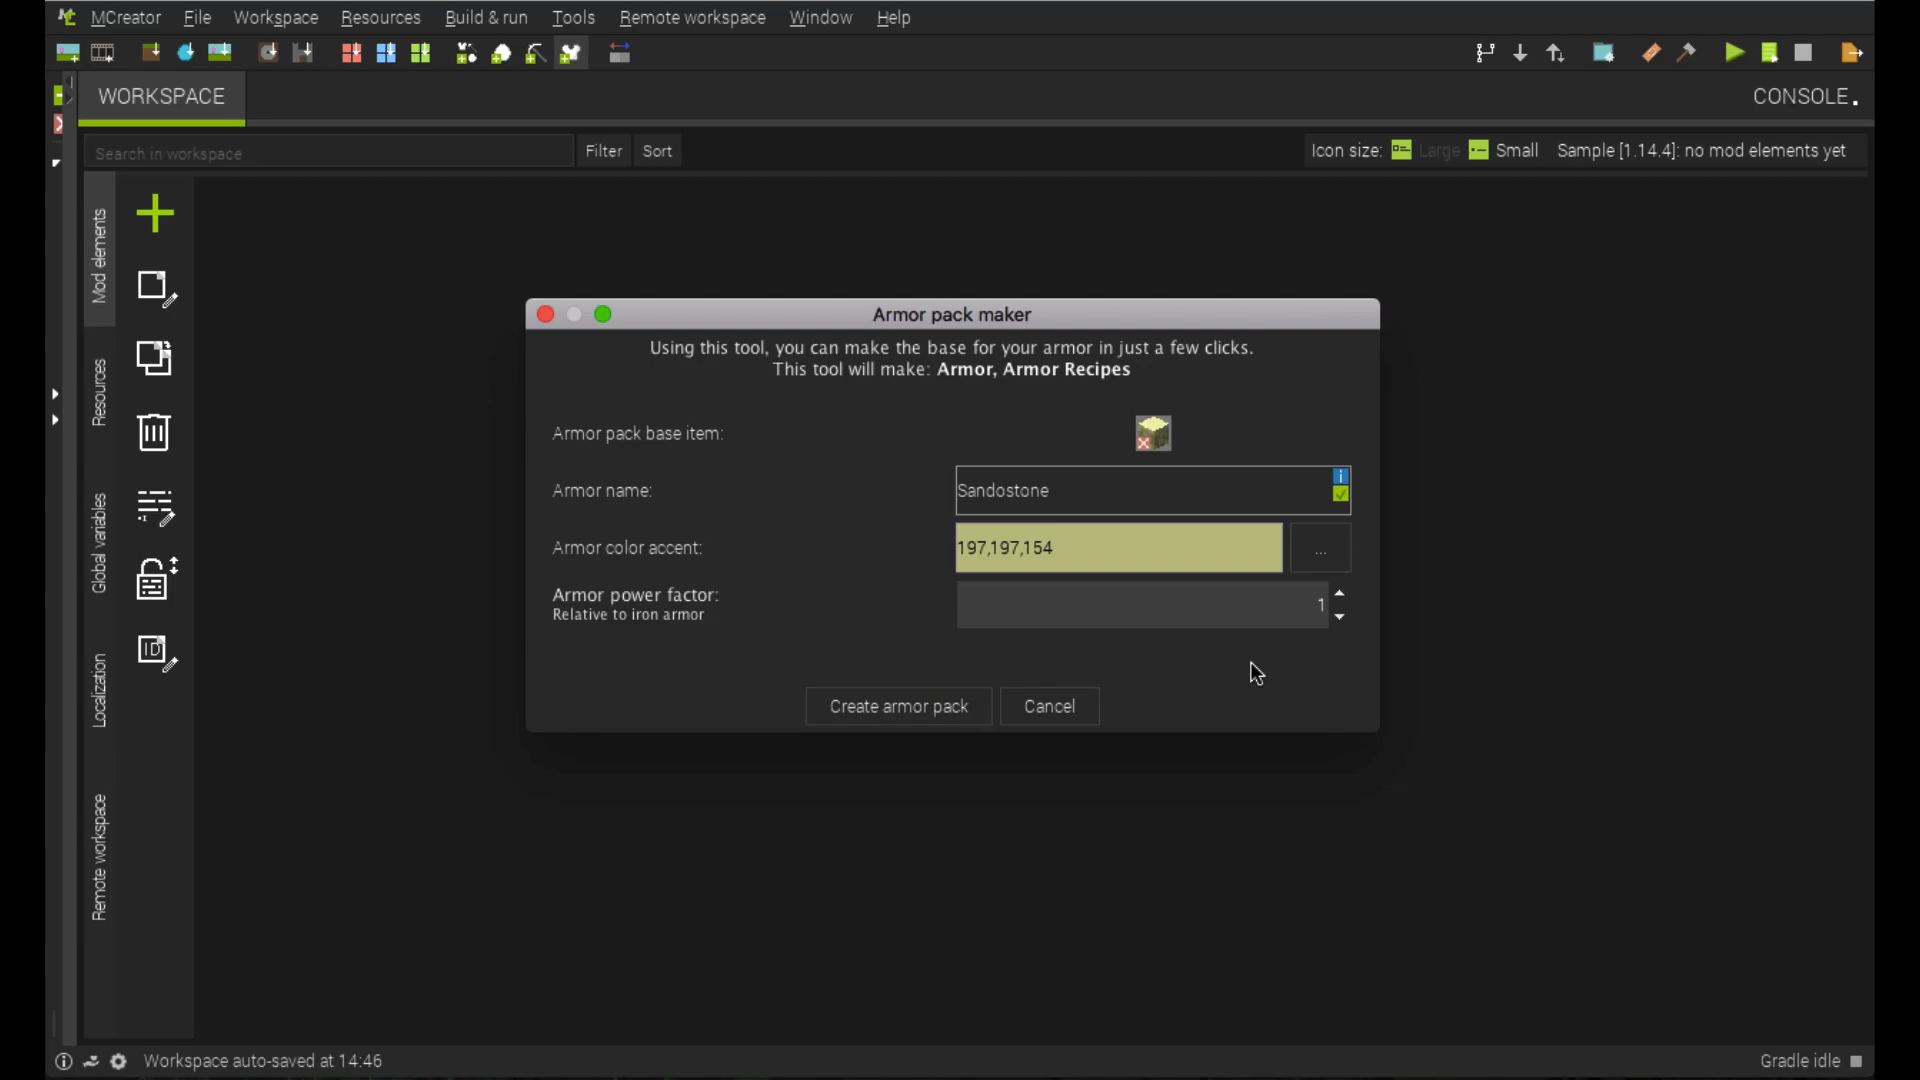 MCreator File Workspace Resources Build & run Tools Remote workspace Window Help
WORKSPACE
CONSOLE.
Search in workspace
Filter
Sort
Icon size: Large Small Sample [1.14.4]: no mod elements yet
Mod elements
Resources
Global variables
Localization
Remote workspace
ID
Armor pack maker
Using this tool, you can make the base for your armor in just a few clicks.
This tool will make: Armor, Armor Recipes
Armor pack base item:
Armor name:
Sandostone
Armor color accent:
197,197,154
...
Armor power factor:
Relative to iron armor
1
Create armor pack
Cancel
Workspace auto-saved at 14:46
Gradle idle